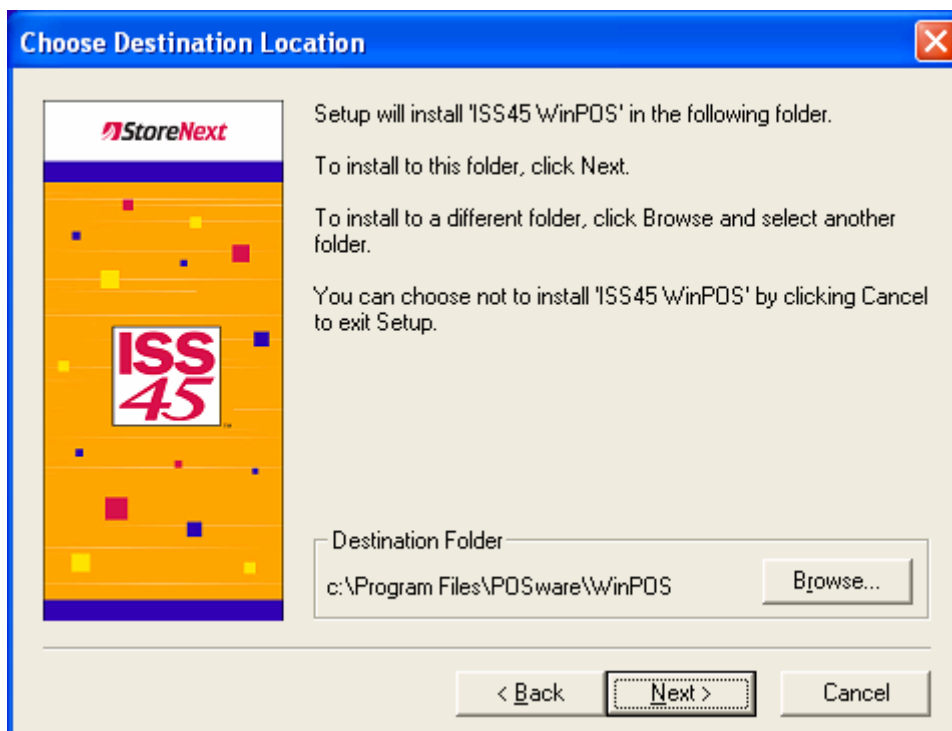 Choose Destination Location
StoreNext
Setup will install 'ISS45 WinPOS' in the following folder.
To install to this folder, click Next.
To install to a different folder, click Browse and select another
folder.
You can choose not to install 'ISS45 WinPOS' by clicking Cancel
to exit Setup.
ISS
45
™
Destination Folder
c:\Program Files\POSware\WinPOS
Browse...
< Back
Next >
Cancel